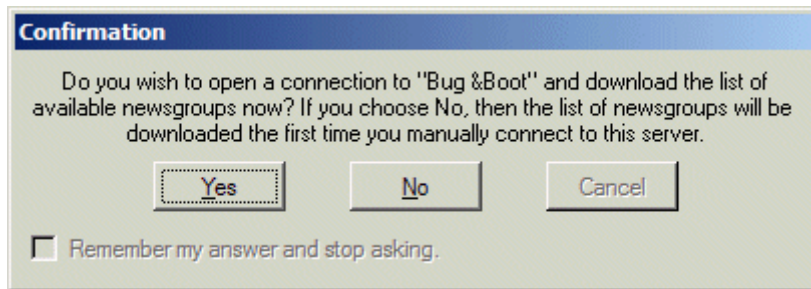 Confirmation
Do you wish to open a connection to "Bug &Boot" and download the list of
available newsgroups now? If you choose No, then the list of newsgroups will be
downloaded the first time you manually connect to this server.
Yes No Cancel
Remember my answer and stop asking.